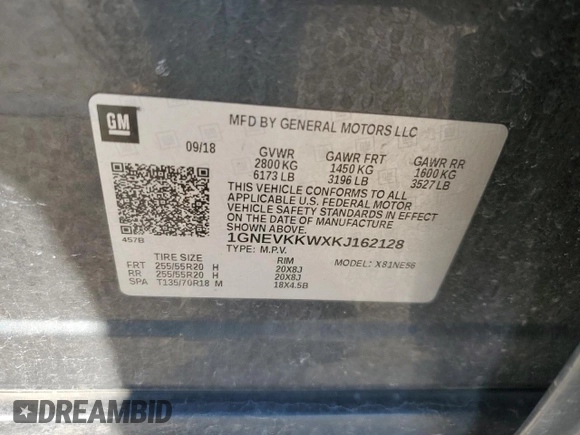 GM
MFD BY GENERAL MOTORS LLC
09/18
GVWR GAWR FRT GAWR RR
2800 KG 1450 KG 1600 KG
6173 LB 3196 LB 3527 LB
THIS VEHICLE CONFORMS TO ALL
APPLICABLE U.S. FEDERAL MOTOR
VEHICLE SAFETY STANDARDS IN EFFECT
ON THE DATE OF MANUFACTURE
SHOWN ABOVE.
457B
1GNEVKKWXKJ162128
TYPE: M.P.V.
TIRE SIZE RIM MODEL: X81NE56
FRT 255/55R20 H 20X8J
RR 255/55R20 H 20X8J
SPA T135/70R18 M 18X4.5B
DREAMBID